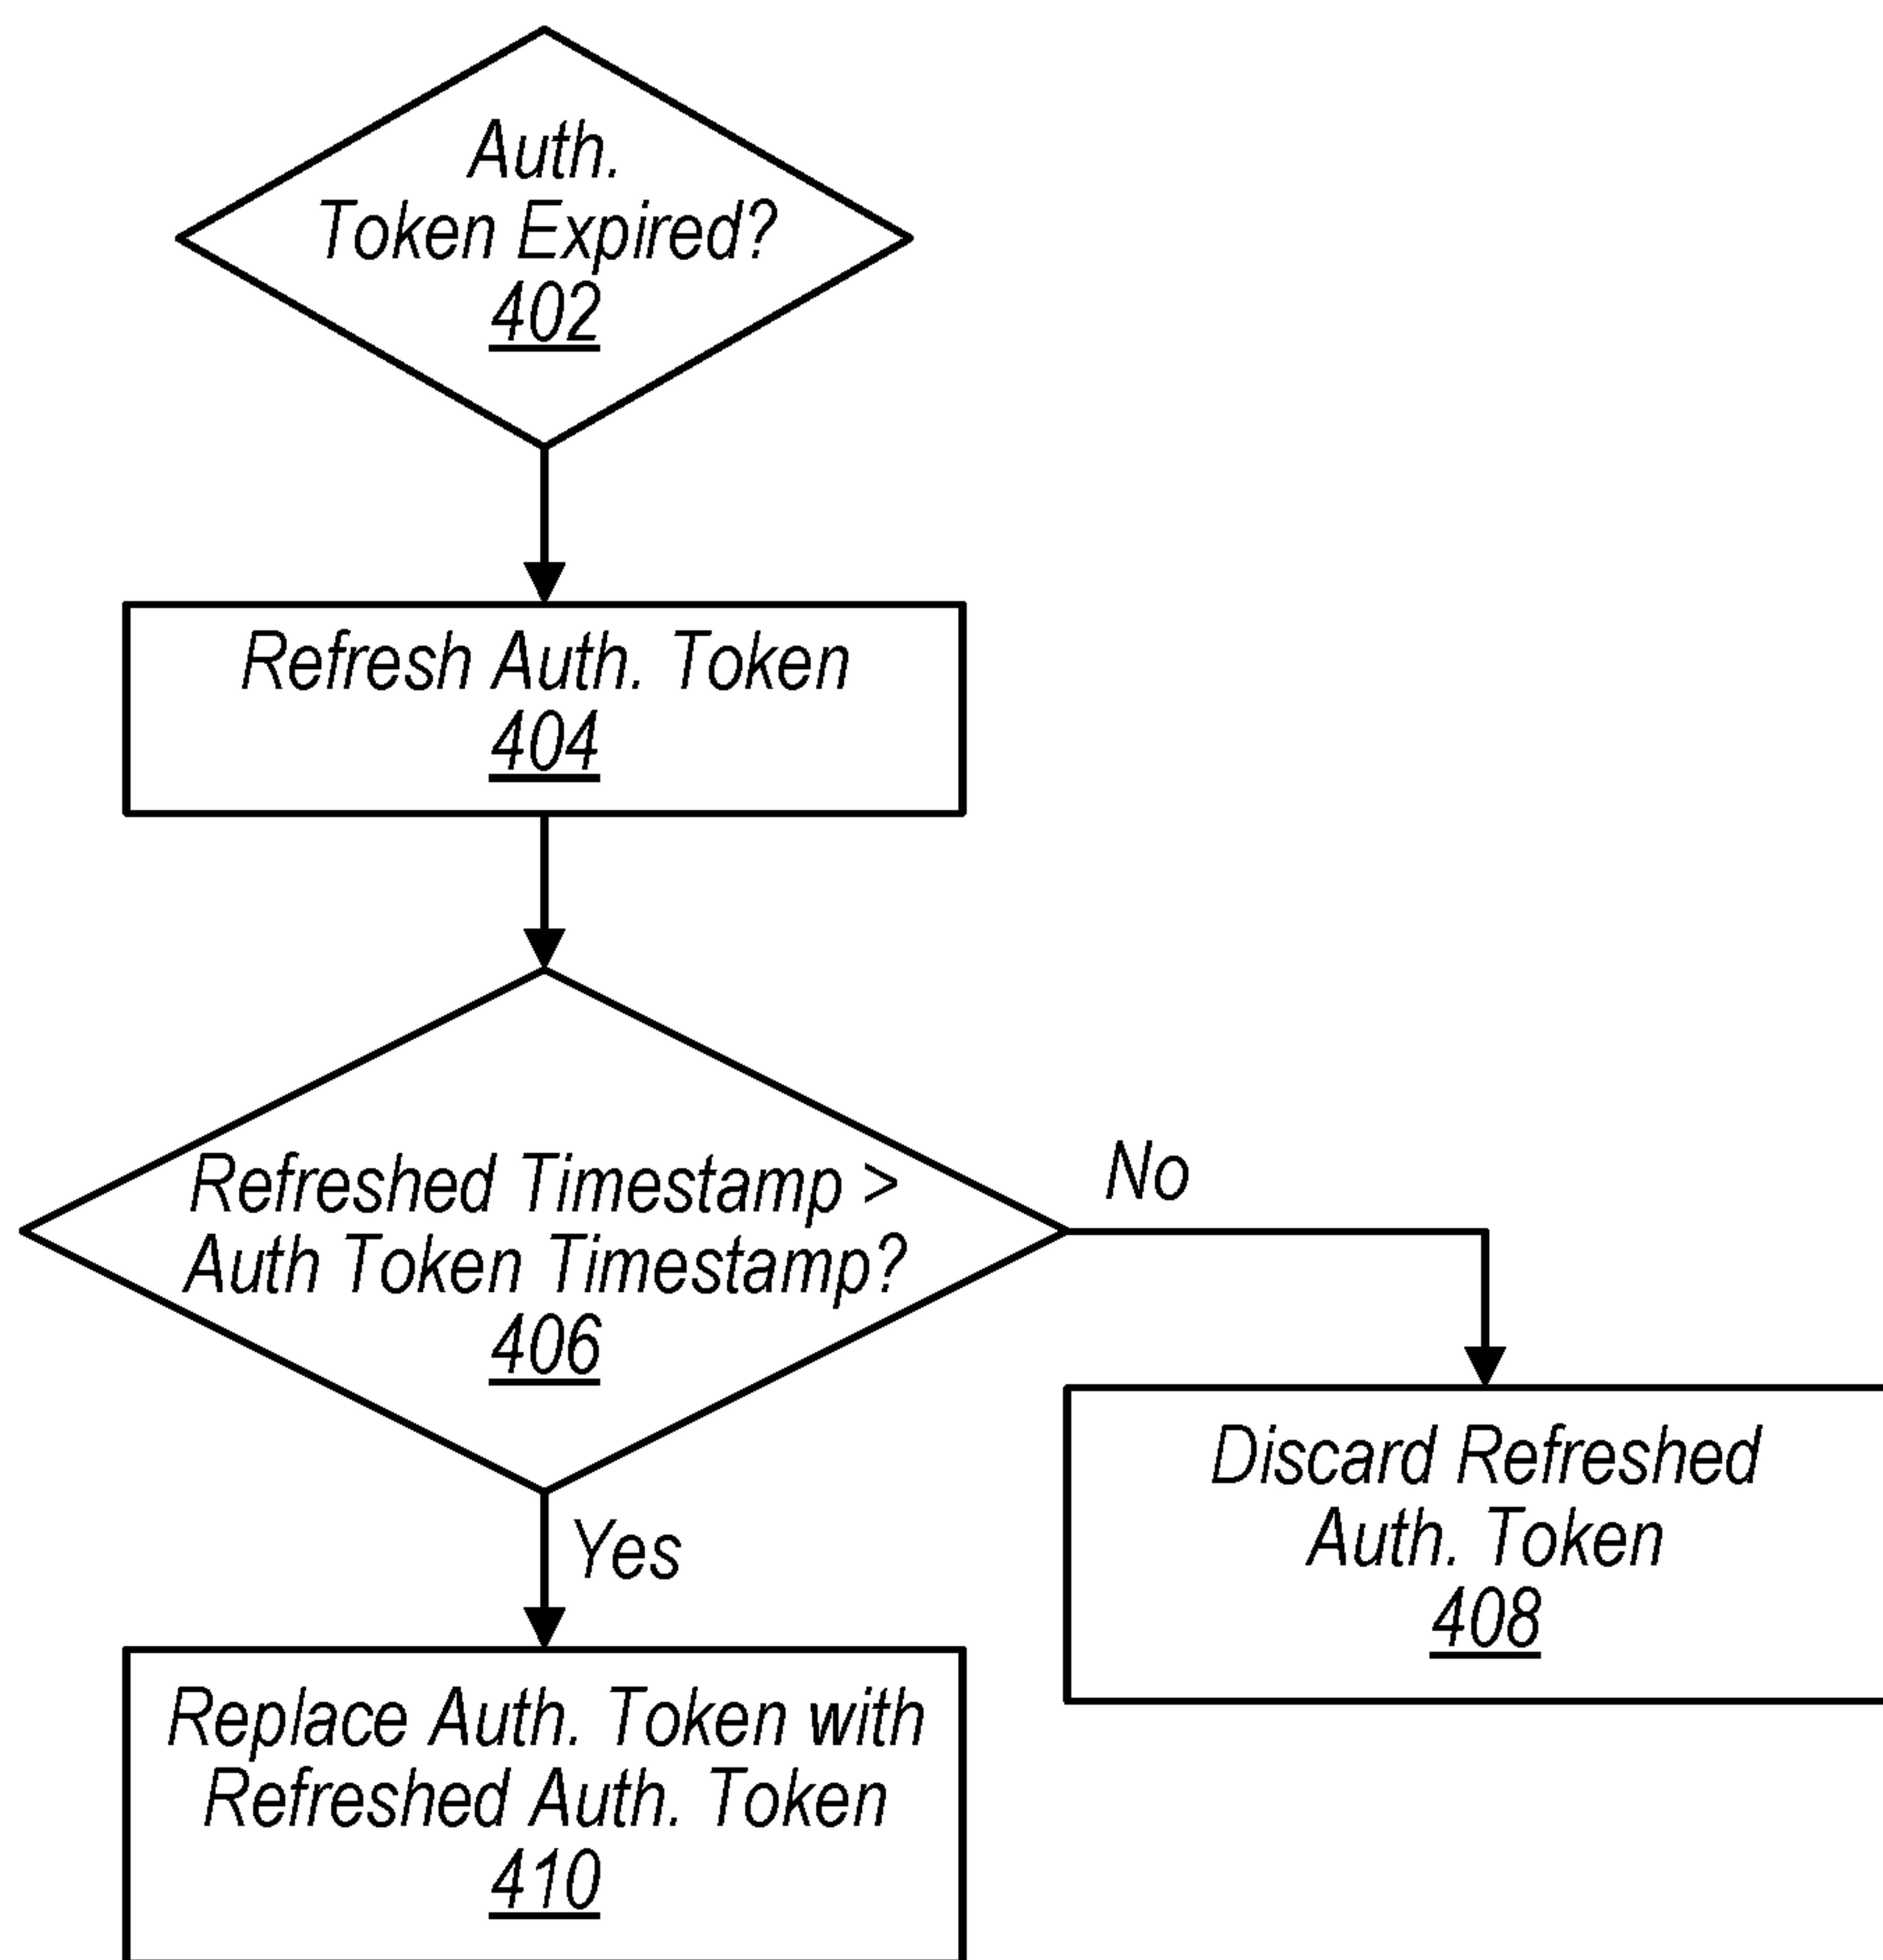 Auth.
Token Expired?
402
Refresh Auth. Token
404
Refreshed Timestamp >
Auth Token Timestamp?
406
No
Yes
Discard Refreshed
Auth. Token
408
Replace Auth. Token with
Refreshed Auth. Token
410